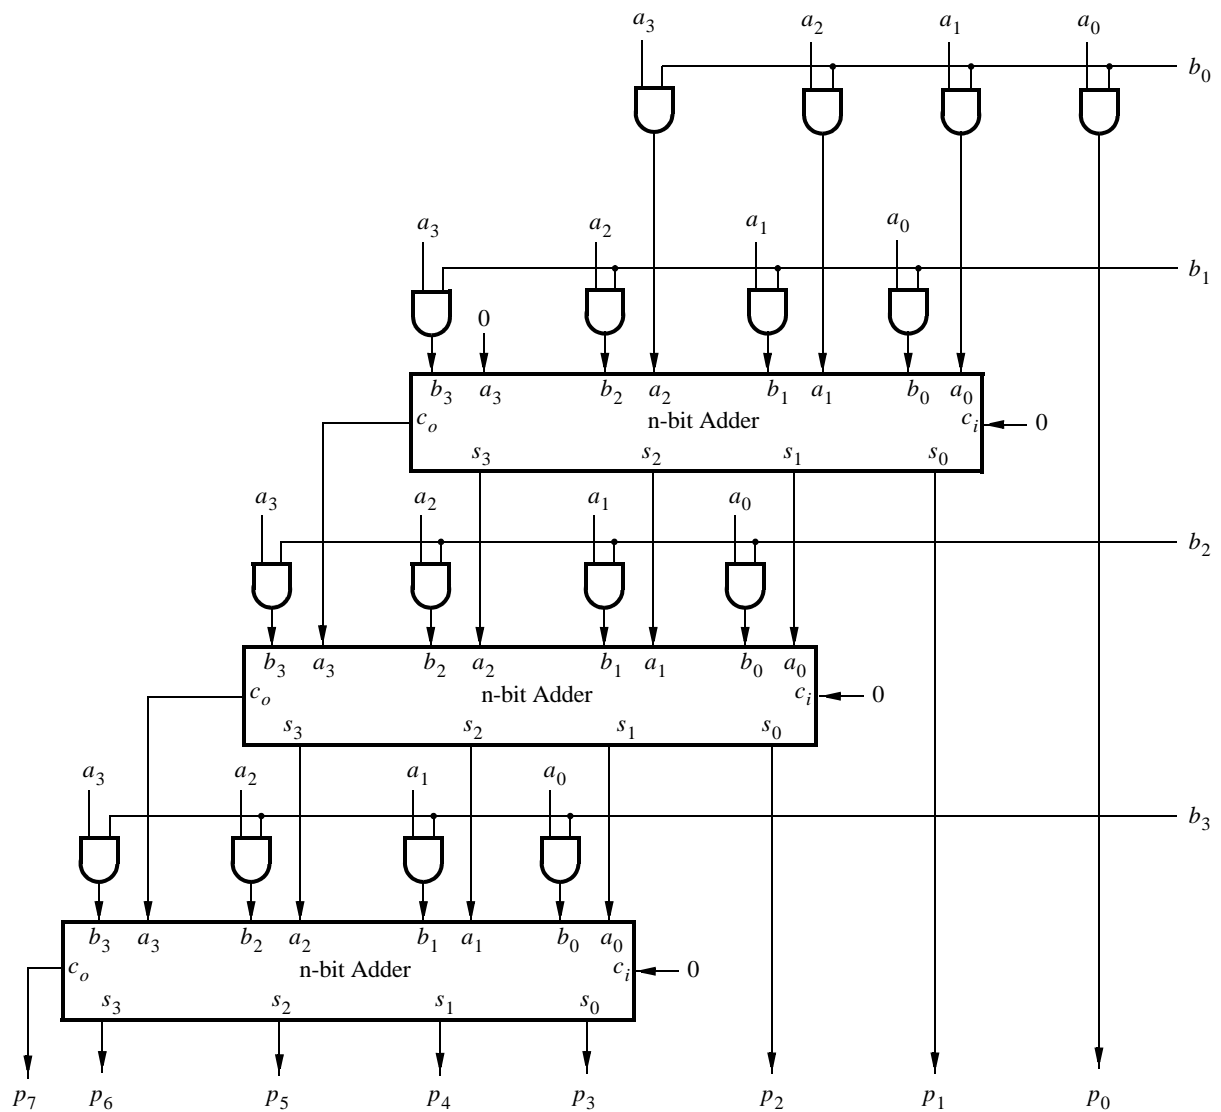 a3 a2 a1 a0
b0
a3 a2 a1 a0
b1
0
b3 a3 b2 a2 b1 a1 b0 a0
co n-bit Adder ci 0
s3 s2 s1 s0
a3 a2 a1 a0
b2
b3 a3 b2 a2 b1 a1 b0 a0
co n-bit Adder ci 0
s3 s2 s1 s0
a3 a2 a1 a0
b3
b3 a3 b2 a2 b1 a1 b0 a0
co n-bit Adder ci 0
s3 s2 s1 s0
p7 p6 p5 p4 p3 p2 p1 p0